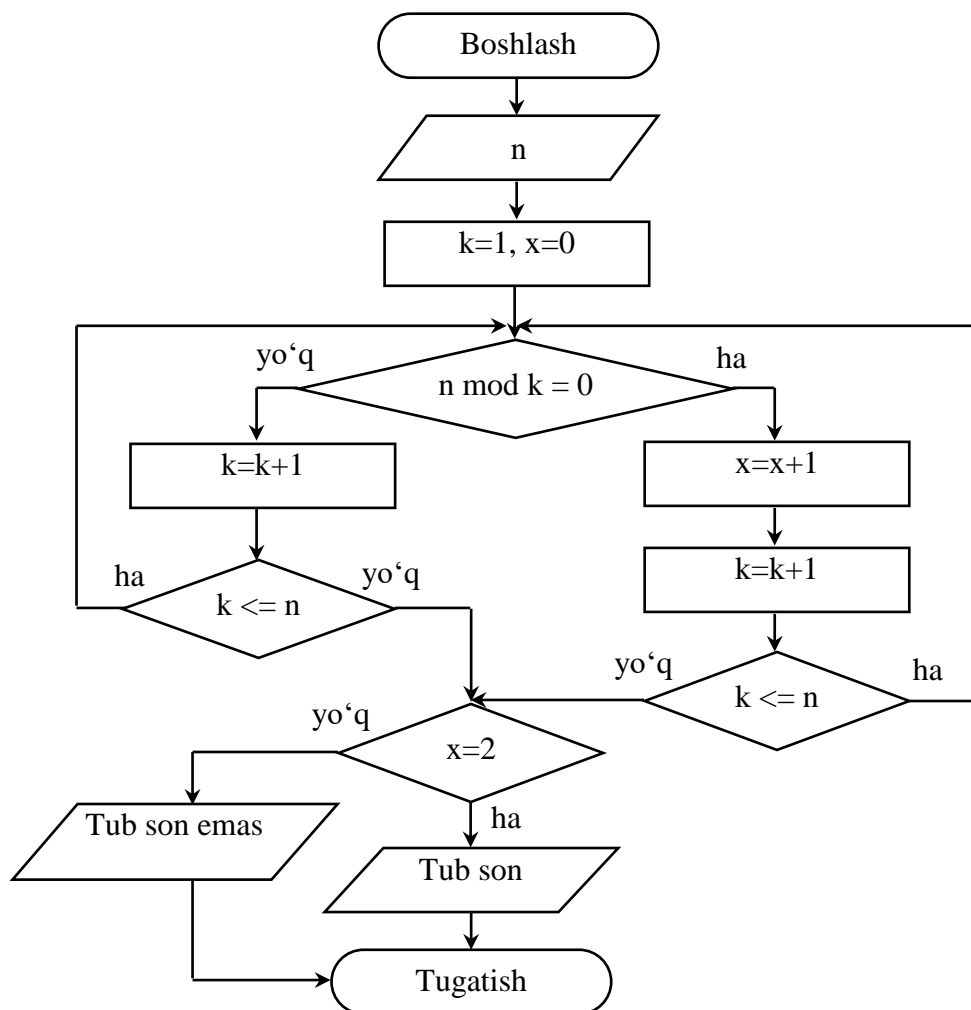 Boshlash
n
k=1, x=0
yo‘q
ha
n mod k = 0
k=k+1
x=x+1
ha
yo‘q
k <= n
k=k+1
yo‘q
ha
k <= n
yo‘q
x=2
Tub son emas
ha
Tub son
Tugatish